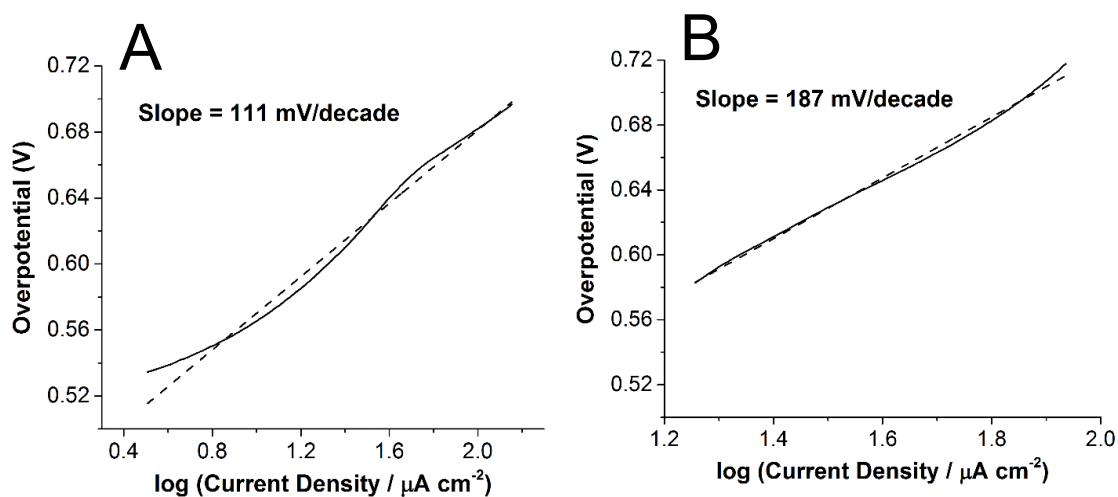 A
Slope = 111 mV/decade
Overpotential (V)
0.72
0.68
0.64
0.60
0.56
0.52
0.4 0.8 1.2 1.6 2.0
log (Current Density / μA cm⁻²)
B
Slope = 187 mV/decade
Overpotential (V)
0.72
0.68
0.64
0.60
0.56
0.52
1.2 1.4 1.6 1.8 2.0
log (Current Density / μA cm⁻²)